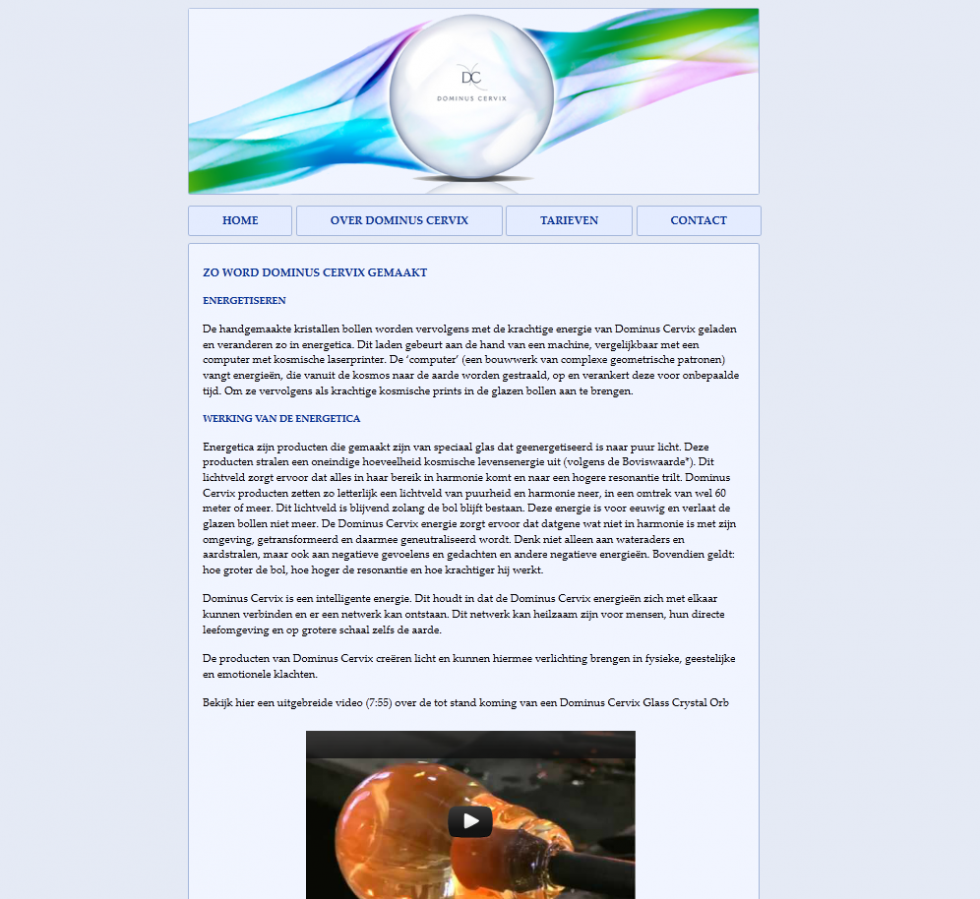 DC
DOMINUS CERVIX
HOME
OVER DOMINUS CERVIX
TARIEVEN
CONTACT
ZO WORD DOMINUS CERVIX GEMAAKT
ENERGETISEREN
De handgemaakte kristallen bollen worden vervolgens met de krachtige energie van Dominus Cervix geladen
en veranderen zo in energetica. Dit laden gebeurt aan de hand van een machine, vergelijkbaar met een
computer met kosmische laserprinter. De ‘computer’ (een bouwwerk van complexe geometrische patronen)
vangt energieën, die vanuit de kosmos naar de aarde worden gestraald, op en verankert deze voor onbepaalde
tijd. Om ze vervolgens als krachtige kosmische prints in de glazen bollen aan te brengen.
WERKING VAN DE ENERGETICA
Energetica zijn producten die gemaakt zijn van speciaal glas dat geenergetiseerd is naar puur licht. Deze
producten stralen een oneindige hoeveelheid kosmische levensenergie uit (volgens de Boviswaarde*). Dit
lichtveld zorgt ervoor dat alles in haar bereik in harmonie komt en naar een hogere resonantie trilt. Dominus
Cervix producten zetten zo letterlijk een lichtveld van puurheid en harmonie neer, in een omtrek van wel 60
meter of meer. Dit lichtveld is blijvend zolang de bol blijft bestaan. Deze energie is voor eeuwig en verlaat de
glazen bollen niet meer. De Dominus Cervix energie zorgt ervoor dat datgene wat niet in harmonie is met zijn
omgeving, getransformeerd en daarmee geneutraliseerd wordt. Denk niet alleen aan wateraders en
aardstralen, maar ook aan negatieve gevoelens en gedachten en andere negatieve energieën. Bovendien geldt:
hoe groter de bol, hoe hoger de resonantie en hoe krachtiger hij werkt.
Dominus Cervix is een intelligente energie. Dit houdt in dat de Dominus Cervix energieën zich met elkaar
kunnen verbinden en er een netwerk kan ontstaan. Dit netwerk kan heilzaam zijn voor mensen, hun directe
leefomgeving en op grotere schaal zelfs de aarde.
De producten van Dominus Cervix creëren licht en kunnen hiermee verlichting brengen in fysieke, geestelijke
en emotionele klachten.
Bekijk hier een uitgebreide video (7:55) over de tot stand koming van een Dominus Cervix Glass Crystal Orb